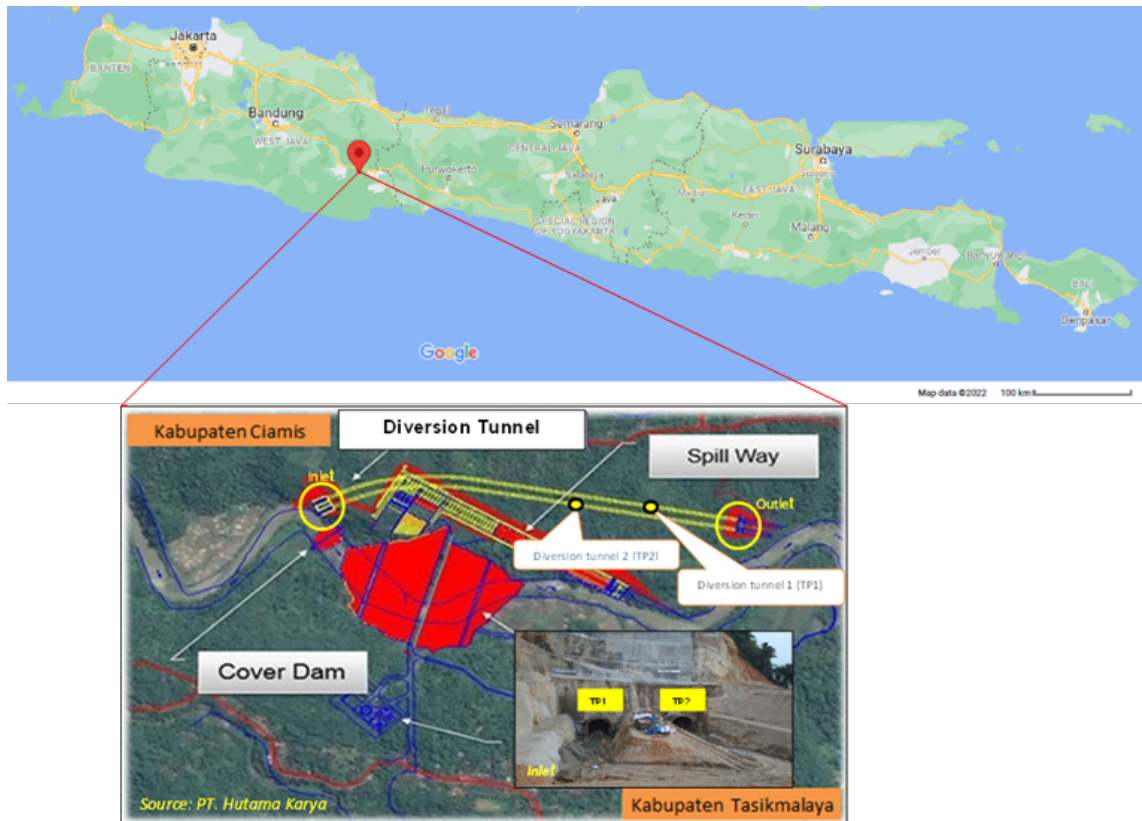 Jakarta
BANTEN
Bandung
WEST JAVA
Tegal
Purwokerto
Semarang
CENTRAL JAVA
Salatiga
Java
SPECIAL REGION
OF YOGYAKARTA
Surabaya
Sidoarjo
Madiun
EAST JAVA
Kediri
Malang
Jember
Banyuwangi
BALI
Denpasar
Google
Map data ©2022
100 km
Kabupaten Ciamis
Diversion Tunnel
Spill Way
Inlet
Outlet
Diversion tunnel 2 (TP2)
Diversion tunnel 1 (TP1)
Cover Dam
TP1
TP2
Inlet
Source: PT. Hutama Karya
Kabupaten Tasikmalaya